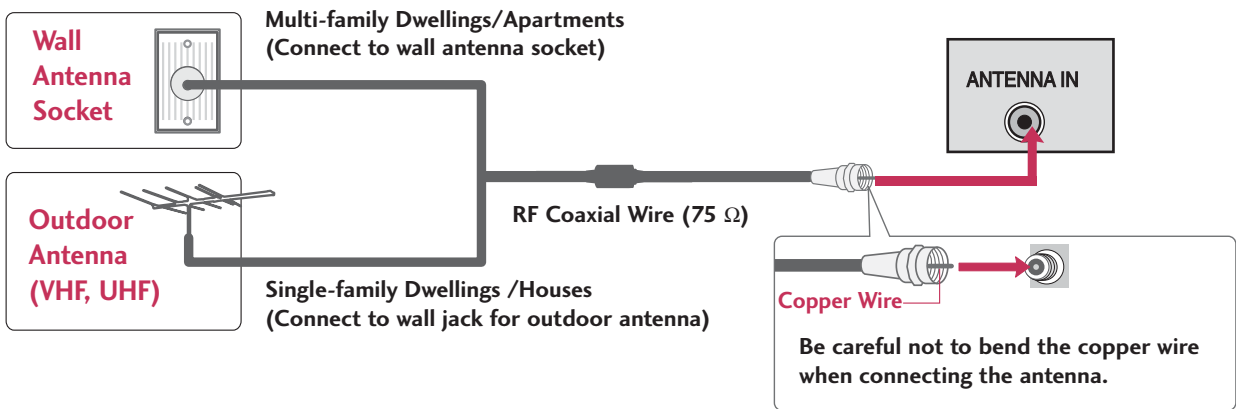 Wall
Antenna
Socket
Multi-family Dwellings/Apartments
(Connect to wall antenna socket)
ANTENNA IN
Outdoor
Antenna
(VHF, UHF)
RF Coaxial Wire (75 Ω)
Single-family Dwellings /Houses
(Connect to wall jack for outdoor antenna)
Copper Wire
Be careful not to bend the copper wire
when connecting the antenna.